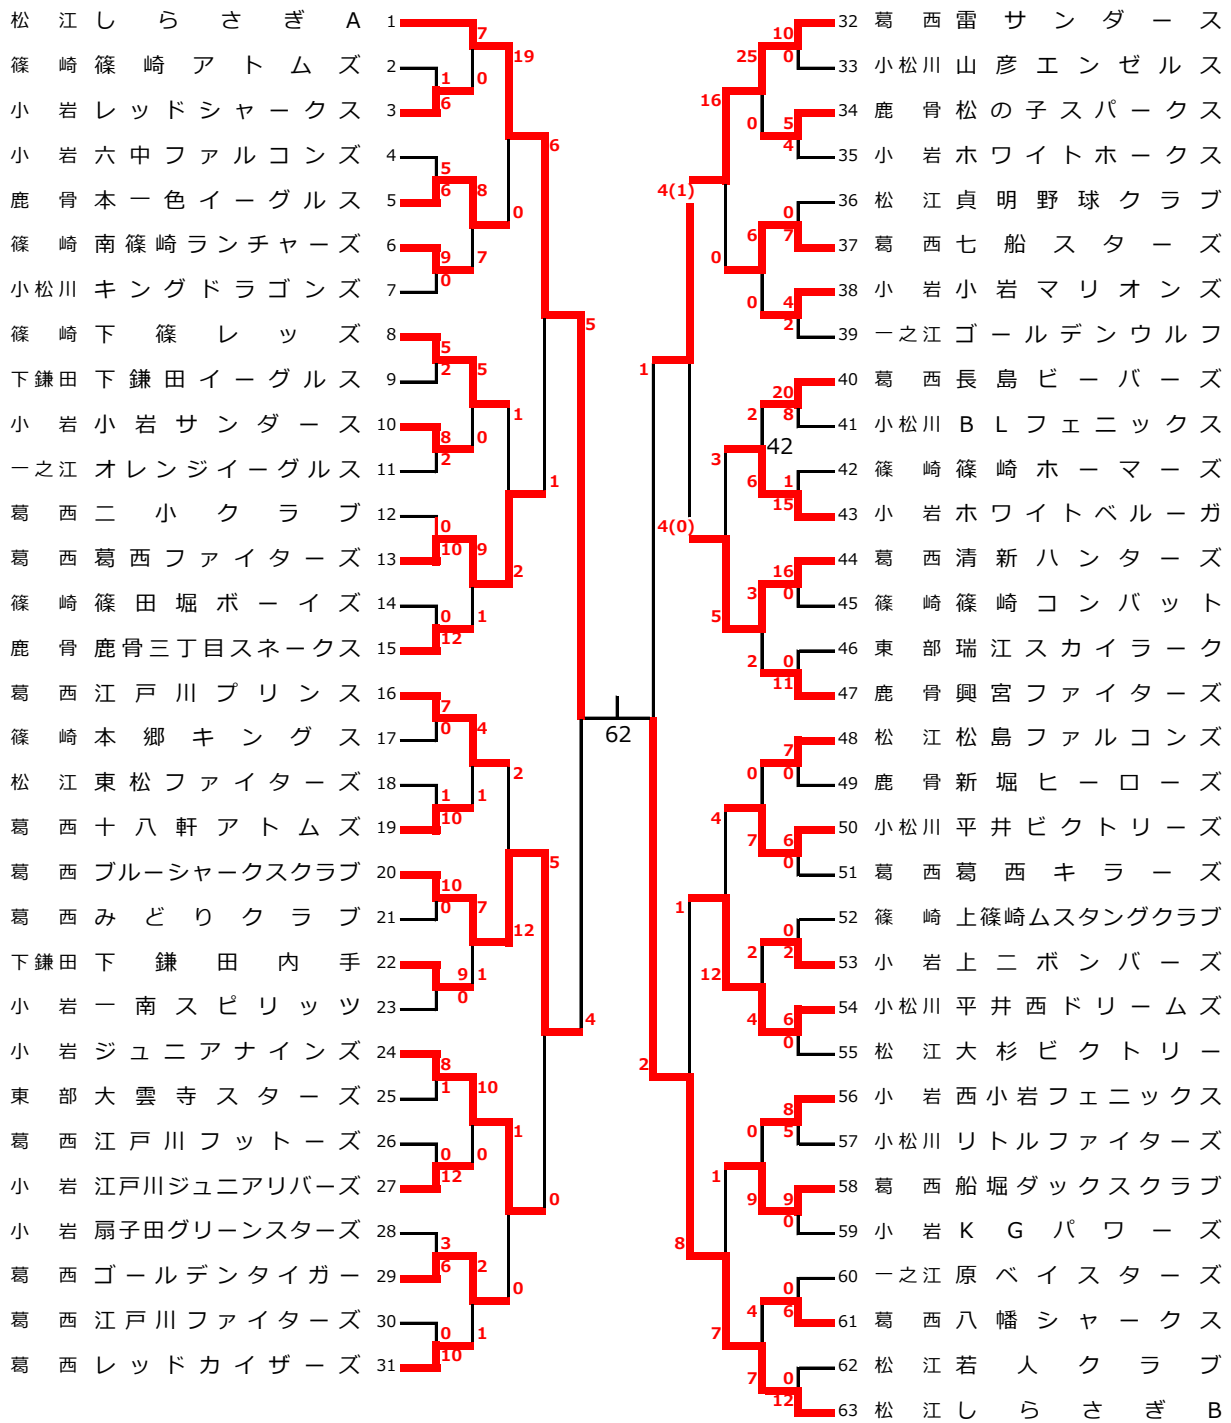 松江 しらさぎA 1
篠崎 篠崎アトムズ 2
小岩 レッドシャークス 3
小岩 六中ファルコンズ 4
鹿骨 本一色イーグルス 5
篠崎 南篠崎ランチャーズ 6
小松川 キングドラゴンズ 7
篠崎 下篠レッズ 8
下鎌田 下鎌田イーグルス 9
小岩 小岩サンダース 10
一之江 オレンジイーグルス 11
葛西 二小クラブ 12
葛西 葛西ファイターズ 13
篠崎 篠田堀ボーイズ 14
鹿骨 鹿骨三丁目スネークス 15
葛西 江戸川プリンス 16
篠崎 本郷キングス 17
松江 東松ファイターズ 18
葛西 十八軒アトムズ 19
葛西 ブルーシャークスクラブ 20
葛西 みどりクラブ 21
下鎌田 下鎌田内手 22
小岩 一南スピリッツ 23
小岩 ジュニアナインズ 24
東部 大雲寺スターズ 25
葛西 江戸川フットーズ 26
小岩 江戸川ジュニアリバーズ 27
小岩 扇子田グリーンスターズ 28
葛西 ゴールデンタイガー 29
葛西 江戸川ファイターズ 30
葛西 レッドカイザーズ 31
7
0
1
6
19
0
5
6
8
7
9
0
6
1
5
2
5
0
8
2
1
2
0
10
9
1
0
12
5
4
7
0
4
1
1
10
2
12
10
0
7
1
9
0
5
0
8
1
10
0
0
12
1
0
3
6
2
1
0
10
62
1
2
4(1)
4(0)
16
0
25
0
10
0
5
4
6
0
0
7
4
2
3
5
2
6
42
20
8
1
15
3
2
16
0
0
11
1
8
4
12
0
7
7
0
6
0
2
4
0
2
6
0
1
7
0
9
8
5
9
0
4
7
0
6
0
12
32 葛西 雷サンダース
33 小松川 山彦エンゼルス
34 鹿骨 松の子スパークス
35 小岩 ホワイトホークス
36 松江 貞明野球クラブ
37 葛西 七船スターズ
38 小岩 小岩マリオンズ
39 一之江 ゴールデンウルフ
40 葛西 長島ビーバーズ
41 小松川 BLフェニックス
42 篠崎 篠崎ホーマーズ
43 小岩 ホワイトベルーガ
44 葛西 清新ハンターズ
45 篠崎 篠崎コンバット
46 東部 瑞江スカイラーク
47 鹿骨 興宮ファイターズ
48 松江 松島ファルコンズ
49 鹿骨 新堀ヒーローズ
50 小松川 平井ビクトリーズ
51 葛西 葛西キラーズ
52 篠崎 上篠崎ムスタングクラブ
53 小岩 上二ボンバーズ
54 小松川 平井西ドリームズ
55 松江 大杉ビクトリー
56 小岩 西小岩フェニックス
57 小松川 リトルファイターズ
58 葛西 船堀ダックスクラブ
59 小岩 KGパワーズ
60 一之江 原ベイスターズ
61 葛西 八幡シャークス
62 松江 若人クラブ
63 松江 しらさぎB